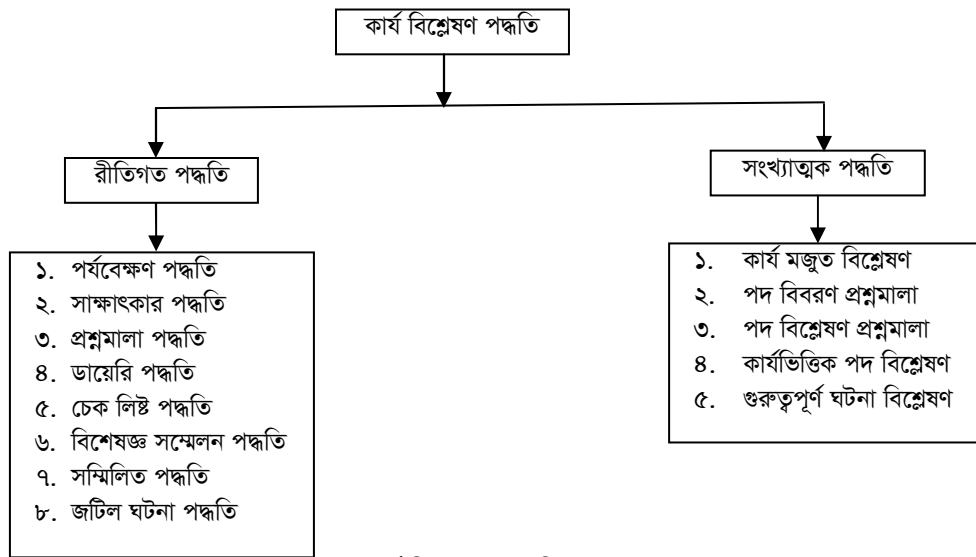 কার্য বিশ্লেষণ পদ্ধতি
রীতিগত পদ্ধতি
১. পর্যবেক্ষণ পদ্ধতি
২. সাক্ষাৎকার পদ্ধতি
৩. প্রশ্নমালা পদ্ধতি
৪. ডায়েরি পদ্ধতি
৫. চেক লিষ্ট পদ্ধতি
৬. বিশেষজ্ঞ সম্মেলন পদ্ধতি
৭. সম্মিলিত পদ্ধতি
৮. জটিল ঘটনা পদ্ধতি
সংখ্যাত্মক পদ্ধতি
১. কার্য মজুত বিশ্লেষণ
২. পদ বিবরণ প্রশ্নমালা
৩. পদ বিশ্লেষণ প্রশ্নমালা
৪. কার্যভিত্তিক পদ বিশ্লেষণ
৫. গুরুত্বপূর্ণ ঘটনা বিশ্লেষণ